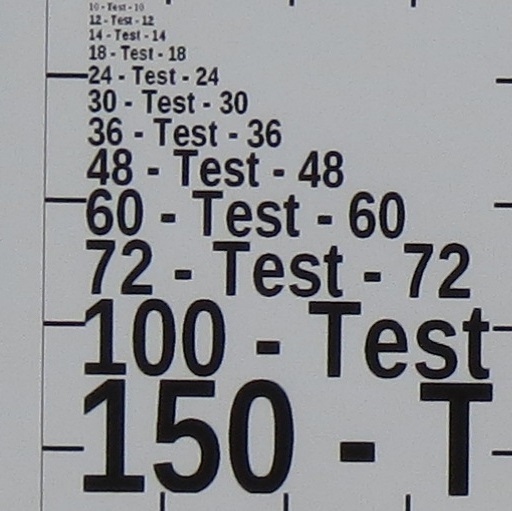 10 - Test - 10
12 - Test - 12
14 - Test - 14
18 - Test - 18
24 - Test - 24
30 - Test - 30
36 - Test - 36
48 - Test - 48
60 - Test - 60
72 - Test - 72
100 - Test
150 - T